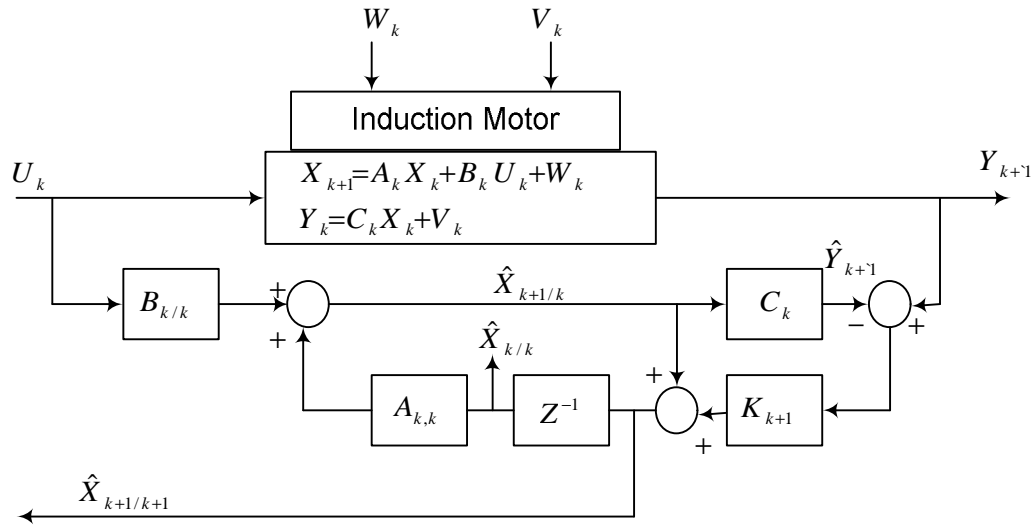 W_k V_k
Induction Motor
X_{k+1}=A_k X_k+B_k U_k+W_k
Y_k=C_k X_k+V_k
U_k
Y_{k+`1}
Ŷ_{k+`1}
B_{k/k}
+
+
X̂_{k+1/k}
C_k
−
+
X̂_{k/k}
A_{k,k}
Z^{-1}
+
+
K_{k+1}
X̂_{k+1/k+1}